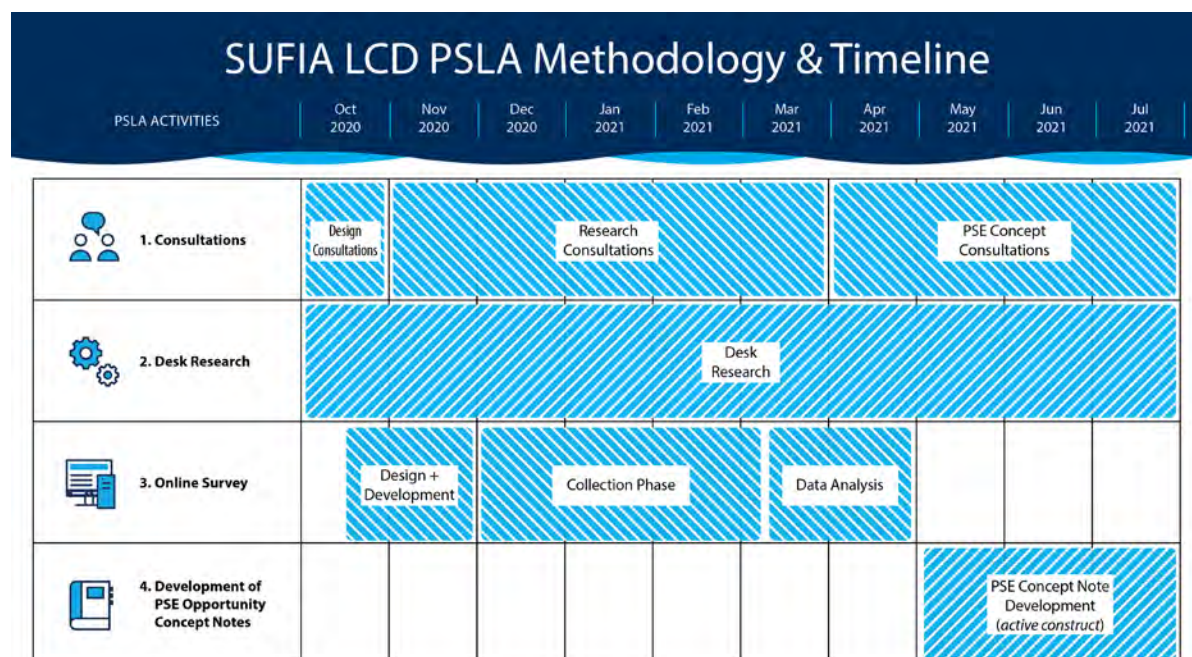 SUFIA LCD PSLA Methodology & Timeline
PSLA ACTIVITIES
Oct
2020
Nov
2020
Dec
2020
Jan
2021
Feb
2021
Mar
2021
Apr
2021
May
2021
Jun
2021
Jul
2021
1. Consultations
Design
Consultations
Research
Consultations
PSE Concept
Consultations
2. Desk Research
Desk
Research
3. Online Survey
Design +
Development
Collection Phase
Data Analysis
4. Development of
PSE Opportunity
Concept Notes
PSE Concept Note
Development
(active construct)